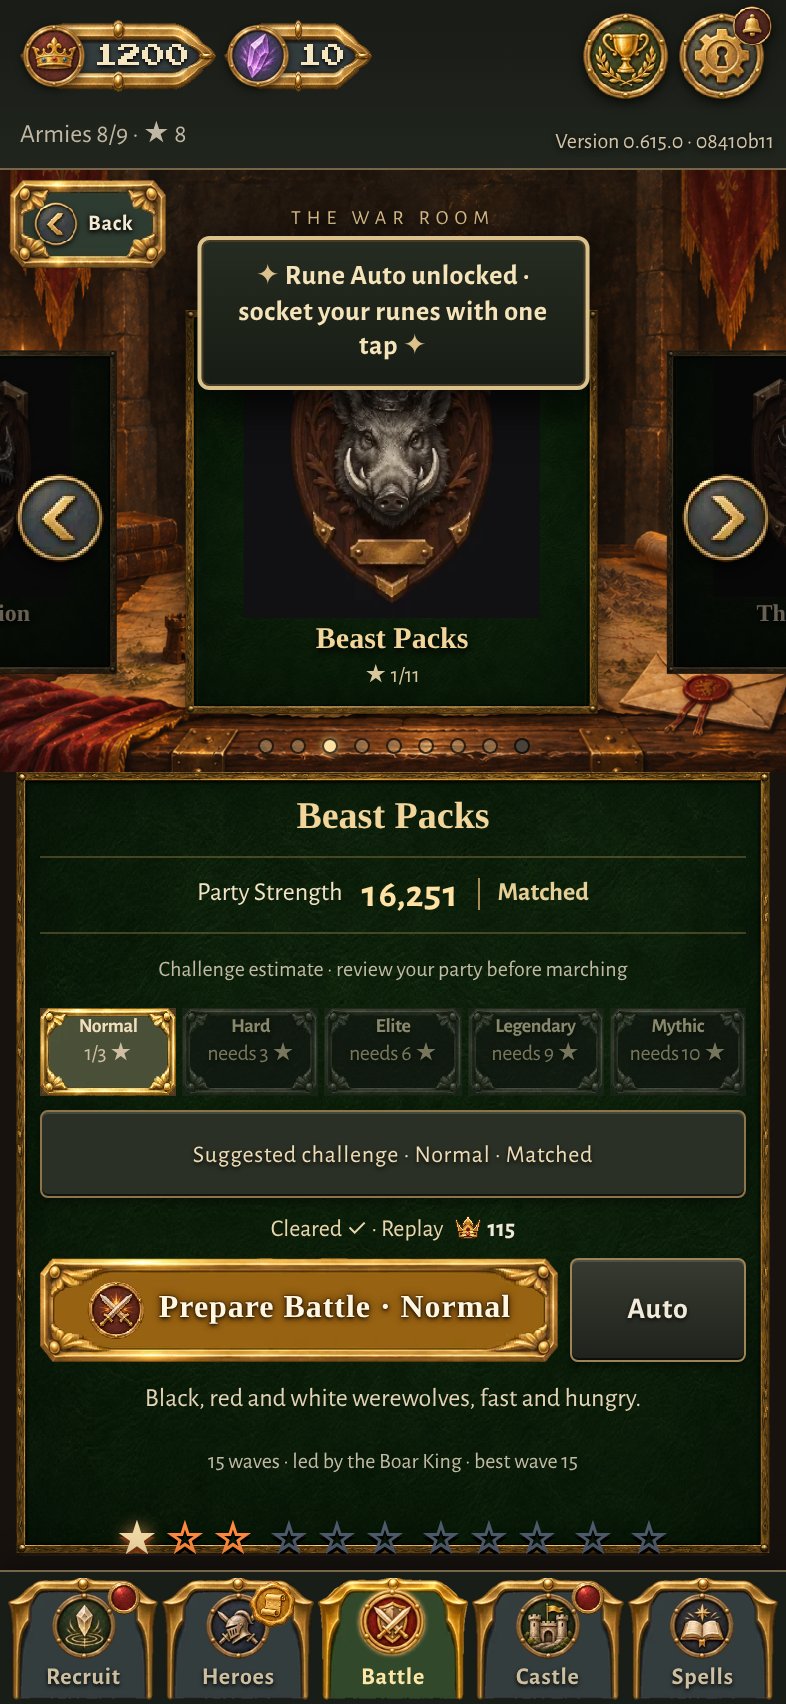 1200
10
Armies 8/9 · ★ 8
Version 0.615.0 · 08410b11
Back
THE WAR ROOM
✦ Rune Auto unlocked ·
socket your runes with one
tap ✦
ion
Th
Beast Packs
★ 1/11
Beast Packs
Party Strength 16,251 | Matched
Challenge estimate · review your party before marching
Normal
1/3 ★
Hard
needs 3 ★
Elite
needs 6 ★
Legendary
needs 9 ★
Mythic
needs 10 ★
Suggested challenge · Normal · Matched
Cleared ✓ · Replay 115
Prepare Battle · Normal
Auto
Black, red and white werewolves, fast and hungry.
15 waves · led by the Boar King · best wave 15
Recruit
Heroes
Battle
Castle
Spells